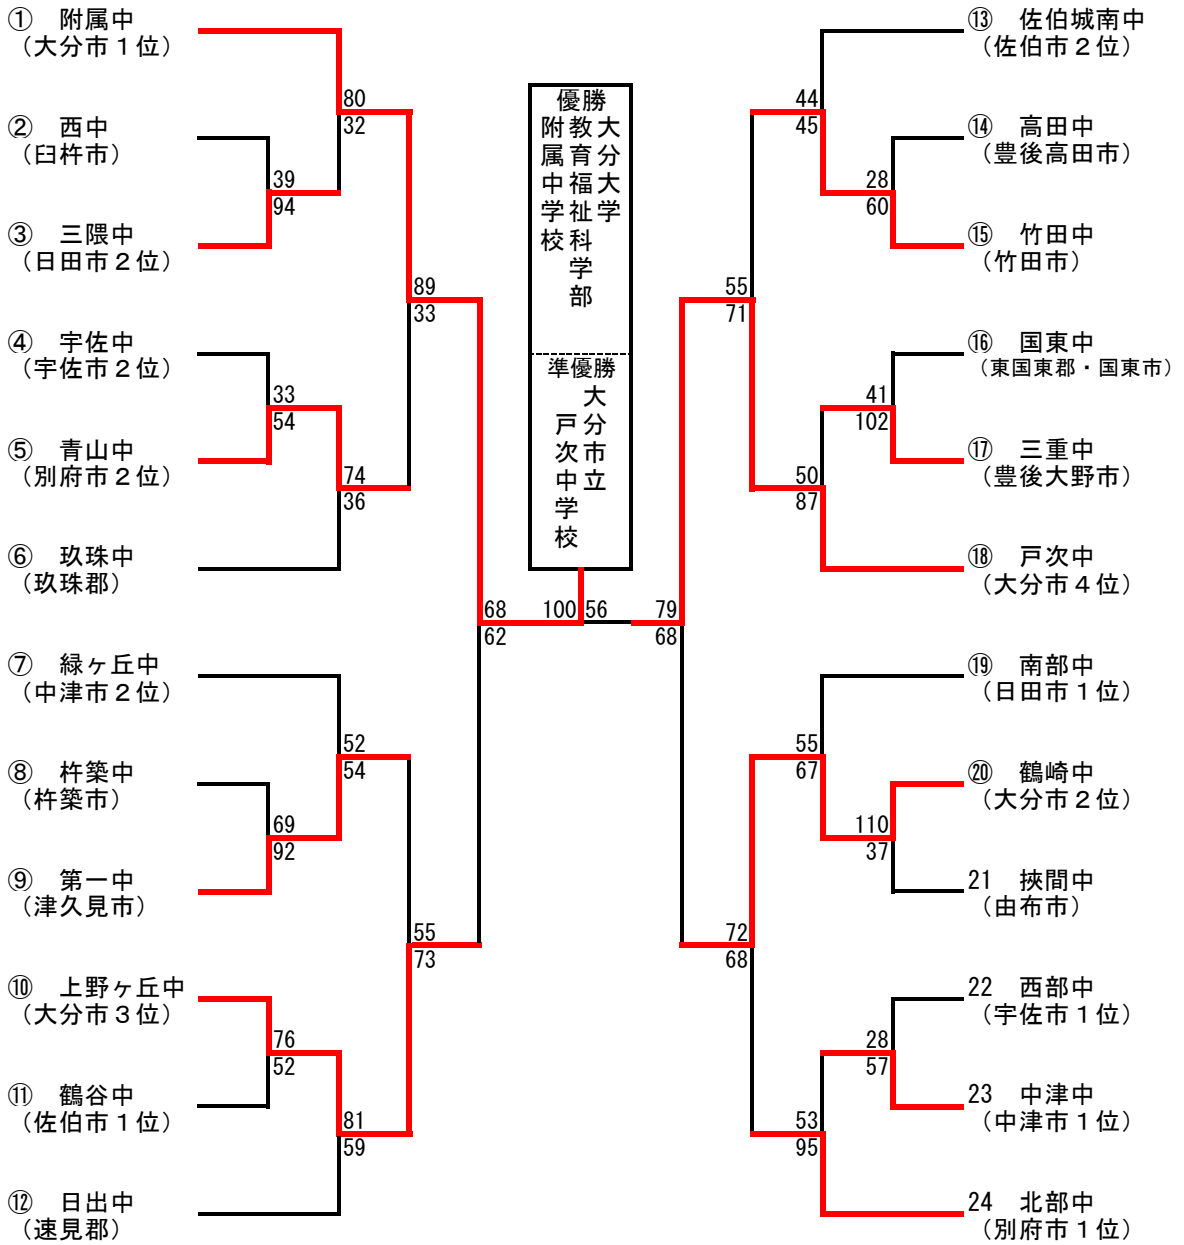 ① 附属中
（大分市１位）
② 西中
（臼杵市）
③ 三隈中
（日田市２位）
④ 宇佐中
（宇佐市２位）
⑤ 青山中
（別府市２位）
⑥ 玖珠中
（玖珠郡）
⑦ 緑ヶ丘中
（中津市２位）
⑧ 杵築中
（杵築市）
⑨ 第一中
（津久見市）
⑩ 上野ヶ丘中
（大分市３位）
⑪ 鶴谷中
（佐伯市１位）
⑫ 日出中
（速見郡）
80
32
39
94
89
33
33
54
74
36
68
62
52
54
69
92
55
73
76
52
81
59
優勝
大分大学
教育福祉科学部
附属中学校
準優勝
大分市立
戸次中学校
100 56
44
45
28
60
55
71
41
102
50
87
79
68
55
67
110
37
72
68
28
57
53
95
⑬ 佐伯城南中
（佐伯市２位）
⑭ 高田中
（豊後高田市）
⑮ 竹田中
（竹田市）
⑯ 国東中
（東国東郡・国東市）
⑰ 三重中
（豊後大野市）
⑱ 戸次中
（大分市４位）
⑲ 南部中
（日田市１位）
⑳ 鶴崎中
（大分市２位）
21 挾間中
（由布市）
22 西部中
（宇佐市１位）
23 中津中
（中津市１位）
24 北部中
（別府市１位）